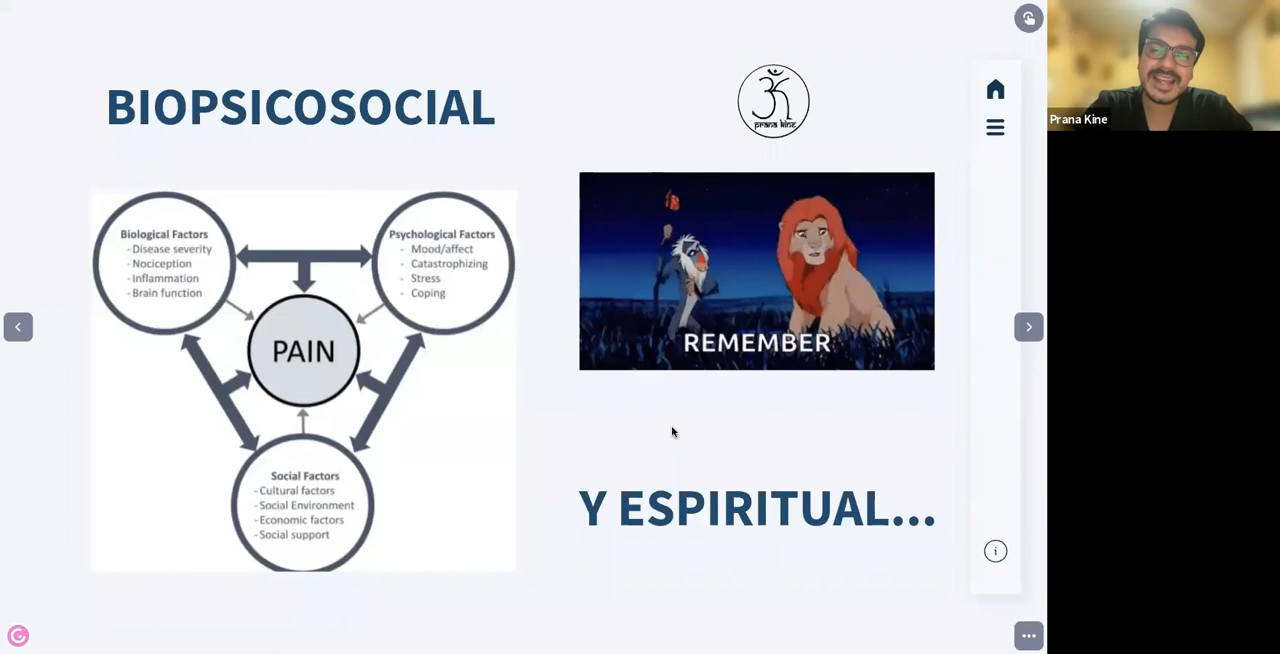 BIOPSICOSOCIAL
prana kine
Biological Factors
- Disease severity
- Nociception
- Inflammation
- Brain function
Psychological Factors
- Mood/affect
- Catastrophizing
- Stress
- Coping
PAIN
Social Factors
- Cultural factors
- Social Environment
- Economic factors
- Social support
REMEMBER
Y ESPIRITUAL...
Prana Kine